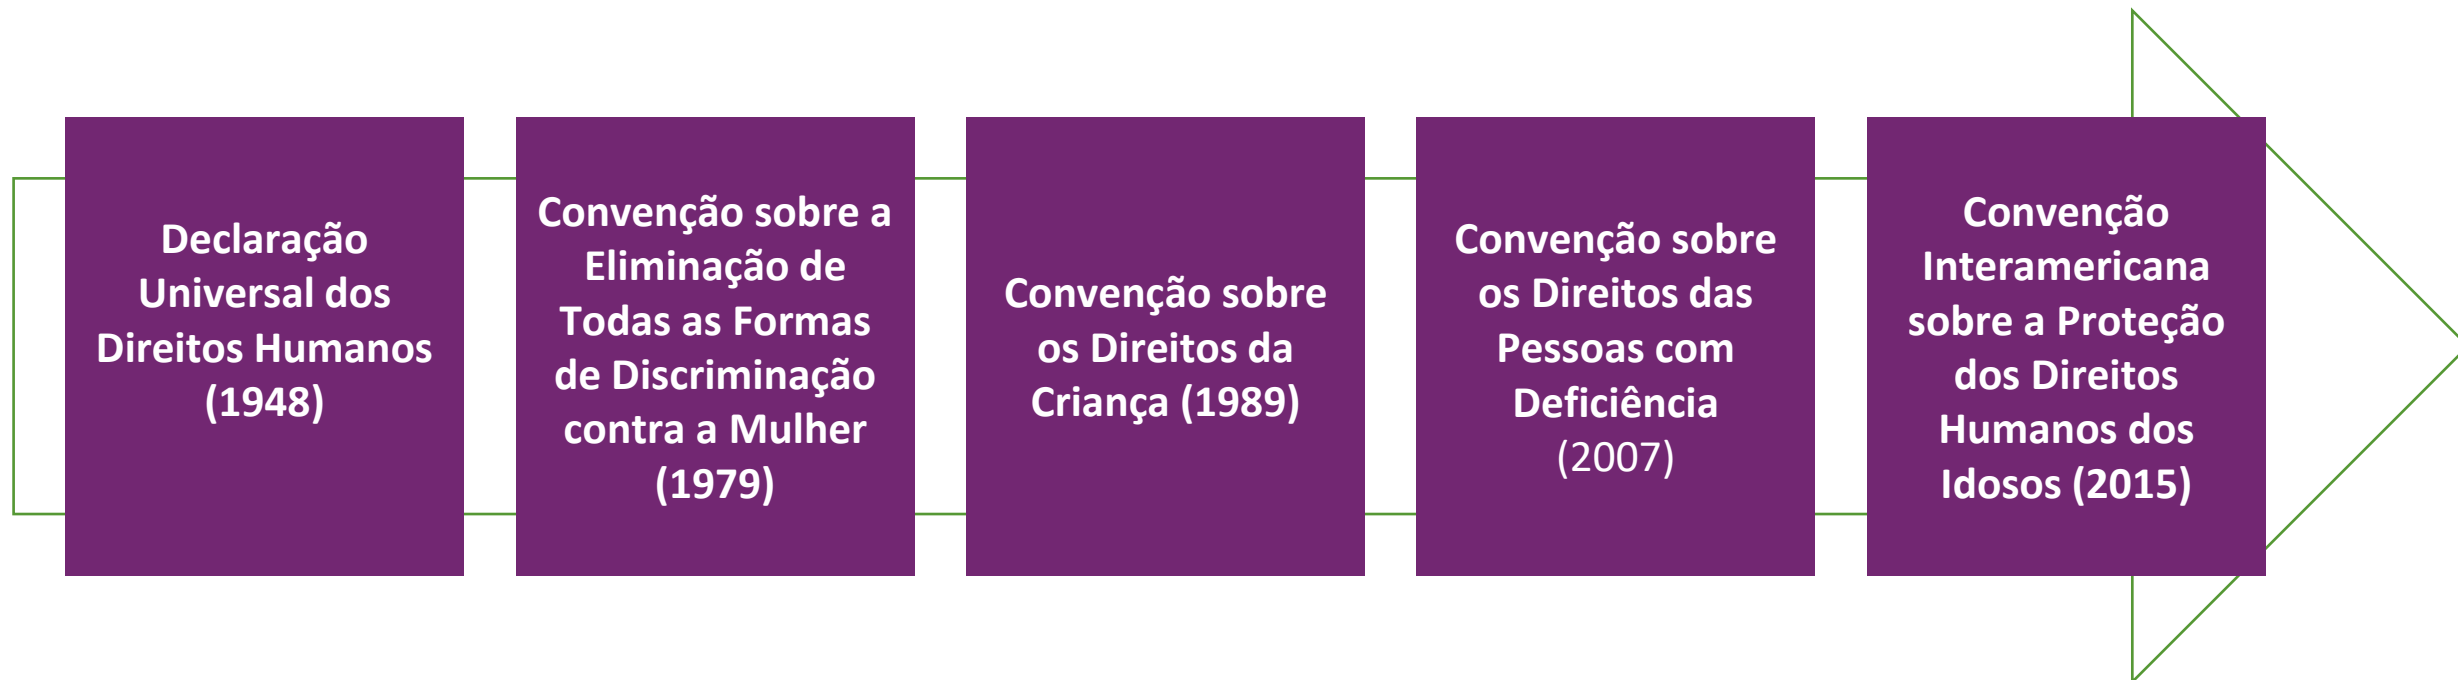 Declaração
Universal dos
Direitos Humanos
(1948)
Convenção sobre a
Eliminação de
Todas as Formas
de Discriminação
contra a Mulher
(1979)
Convenção sobre
os Direitos da
Criança (1989)
Convenção sobre
os Direitos das
Pessoas com
Deficiência
(2007)
Convenção
Interamericana
sobre a Proteção
dos Direitos
Humanos dos
Idosos (2015)